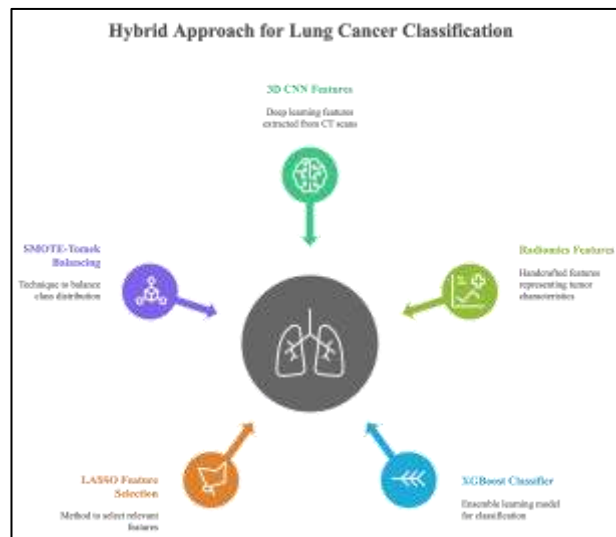 Hybrid Approach for Lung Cancer Classification
3D CNN Features
Deep learning features
extracted from CT scans
SMOTE-Tomek
Balancing
Technique to balance
class distribution
Radiomics Features
Handcrafted features
representing tumor
characteristics
LASSO Feature
Selection
Method to select relevant
features
XGBoost Classifier
Ensemble learning model
for classification